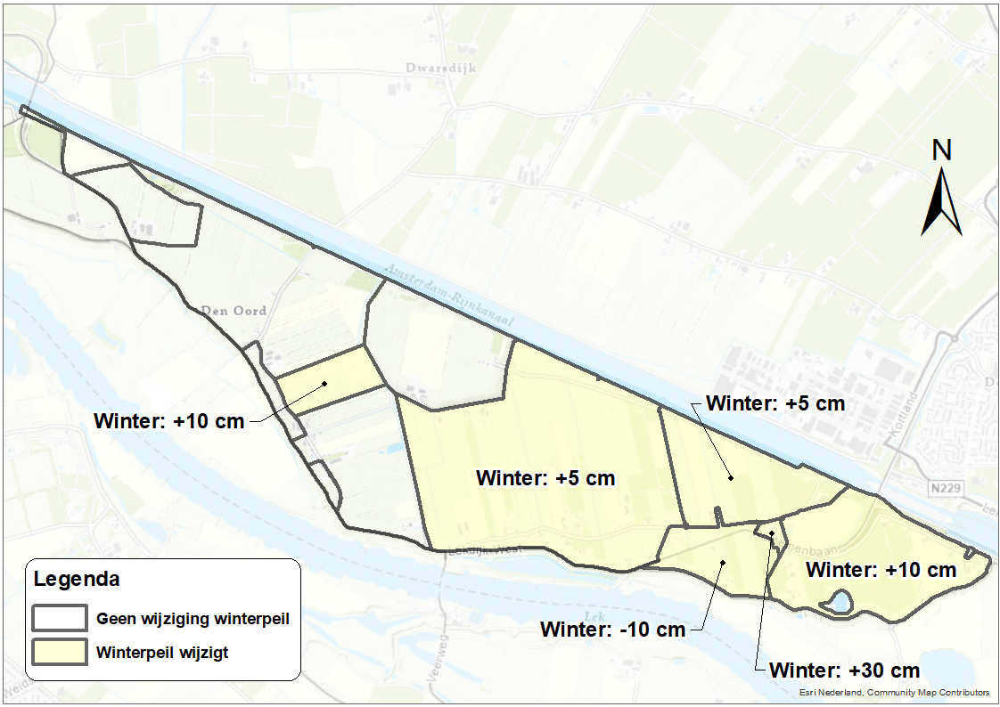 Dwarsdijk
N
Amsterdam-Rijnkanaal
Den Oord
Kortland
Winter: +5 cm
Winter: +10 cm
Winter: +5 cm
N229
Lekdijk-West
Winter: +10 cm
Lek
Winter: -10 cm
Veerweg
Winter: +30 cm
Legenda
Geen wijziging winterpeil
Winterpeil wijzigt
Esri Nederland, Community Map Contributors